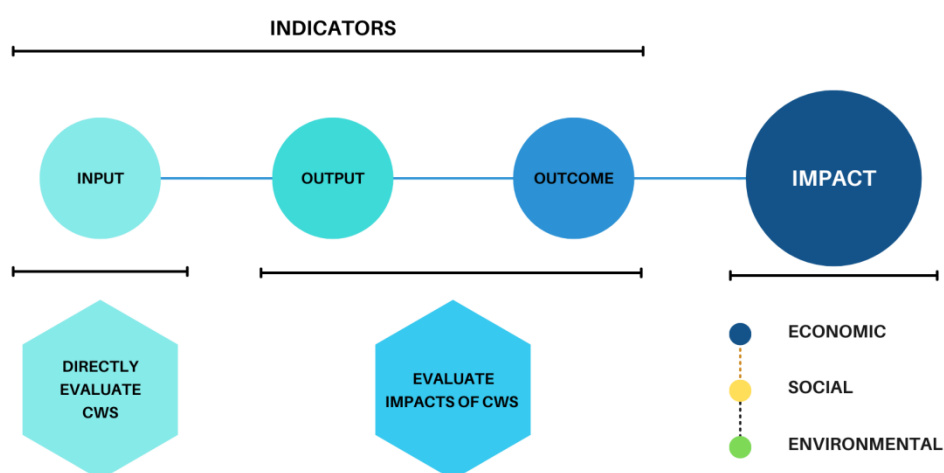 INDICATORS
INPUT
OUTPUT
OUTCOME
IMPACT
DIRECTLY
EVALUATE
CWS
EVALUATE
IMPACTS OF CWS
ECONOMIC
SOCIAL
ENVIRONMENTAL